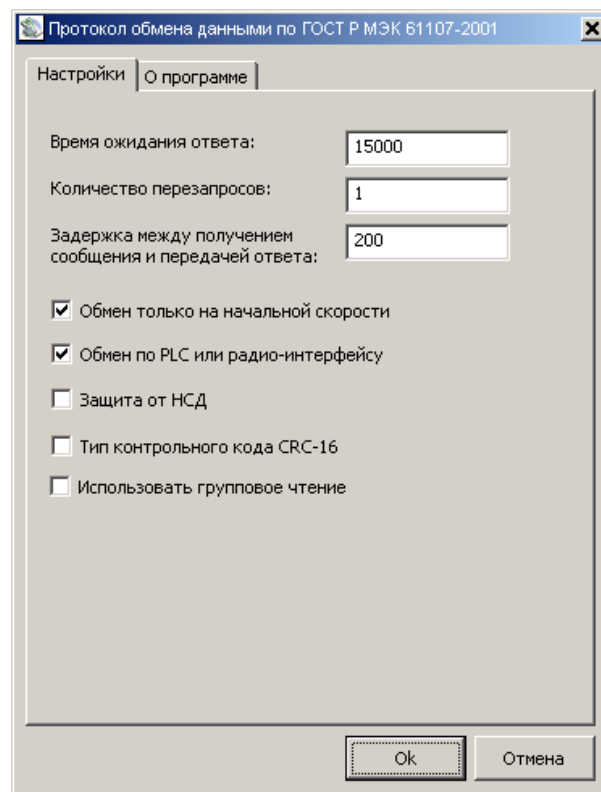 Протокол обмена данными по ГОСТ Р МЭК 61107-2001
Настройки
О программе
Время ожидания ответа:
15000
Количество перезапросов:
1
Задержка между получением
сообщения и передачей ответа:
200
Обмен только на начальной скорости
Обмен по PLC или радио-интерфейсу
Защита от НСД
Тип контрольного кода CRC-16
Использовать групповое чтение
Ok
Отмена